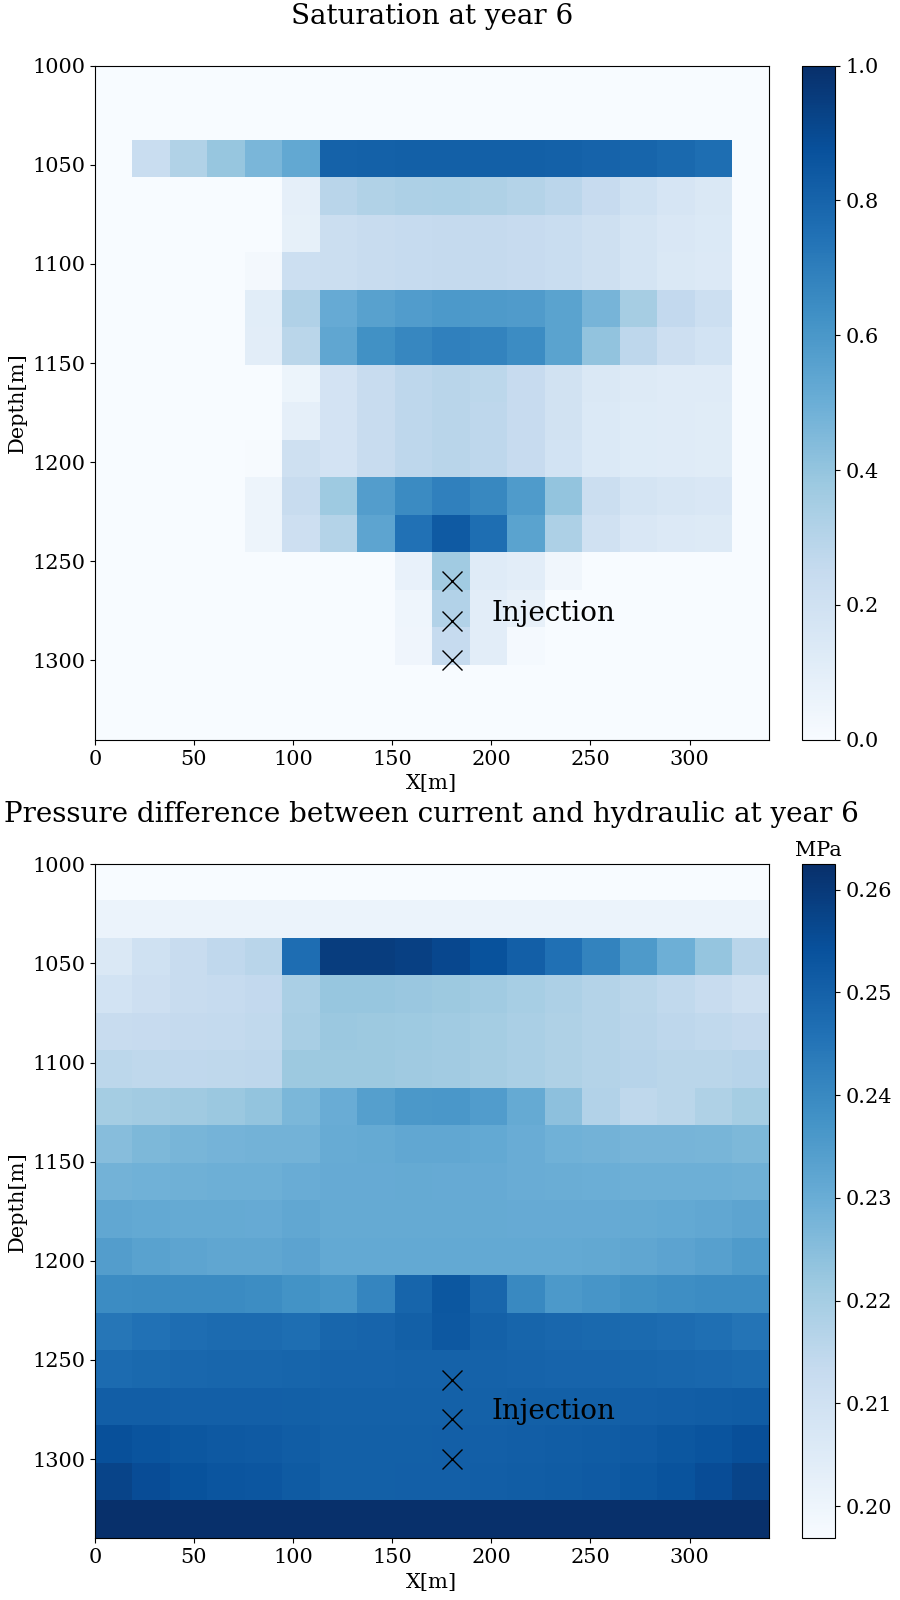 Saturation at year 6
1000
1050
1100
1150
1200
1250
1300
Depth[m]
Injection
0 50 100 150 200 250 300
X[m]
1.0
0.8
0.6
0.4
0.2
0.0
Pressure difference between current and hydraulic at year 6
MPa
1000
1050
1100
1150
1200
1250
1300
Depth[m]
Injection
0 50 100 150 200 250 300
X[m]
0.26
0.25
0.24
0.23
0.22
0.21
0.20